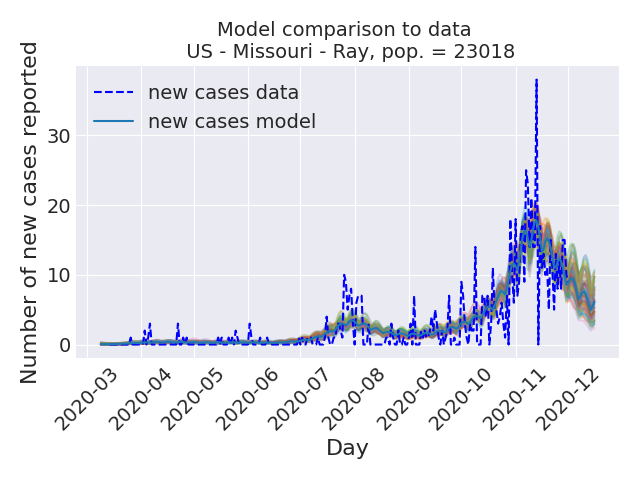 Model comparison to data
US - Missouri - Ray, pop. = 23018
Number of new cases reported
new cases data
new cases model
30
20
10
0
2020-03
2020-04
2020-05
2020-06
2020-07
2020-08
2020-09
2020-10
2020-11
2020-12
Day